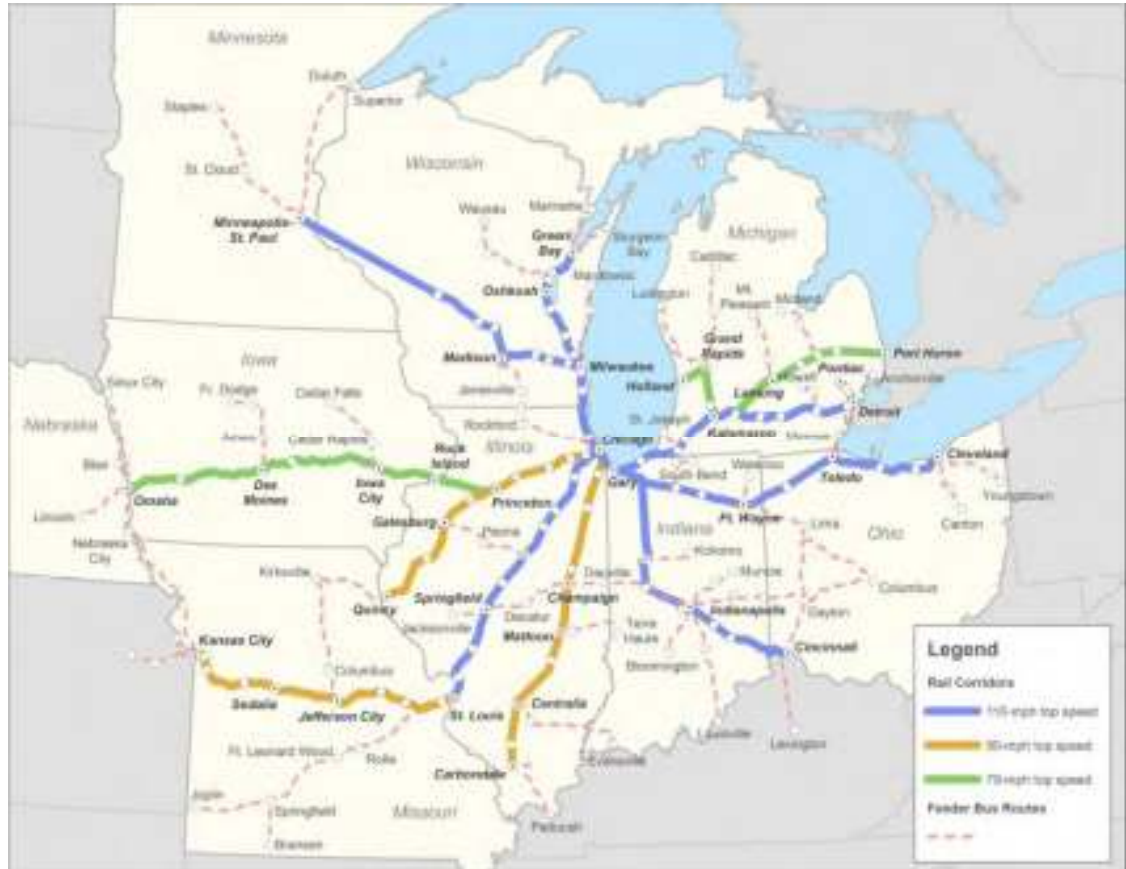 Minnesota
Duluth
Superior
Staples
St. Cloud
Wisconsin
Wausau
Marinette
Minneapolis-
St. Paul
Green
Bay
Sturgeon
Bay
Michigan
Cadillac
Manitowoc
Oshkosh
Ludington
Mt.
Pleasant
Midland
Iowa
Madison
Milwaukee
Grand
Rapids
Port Huron
Pontiac
Holland
Lansing
Howell
Janesville
Sioux City
Ft. Dodge
Cedar Falls
Detroit
Nebraska
Rockford
St. Joseph
Kalamazoo
Monroe
Ames
Cedar Rapids
Rock
Island
Illinois
Chicago
Gary
South Bend
Waterloo
Toledo
Cleveland
Blair
Omaha
Des
Moines
Iowa
City
Princeton
Ft. Wayne
Youngstown
Lincoln
Galesburg
Peoria
Indiana
Lima
Canton
Ohio
Nebraska
City
Kokomo
Kirksville
Danville
Muncie
Columbus
Quincy
Springfield
Champaign
Indianapolis
Dayton
Jacksonville
Decatur
Mattoon
Terre
Haute
Kansas City
Bloomington
Cincinnati
Columbia
Sedalia
Jefferson City
St. Louis
Centralia
Louisville
Lexington
Ft. Leonard Wood
Rolla
Carbondale
Evansville
Joplin
Springfield
Missouri
Paducah
Branson
Legend
Rail Corridors
110-mph top speed
90-mph top speed
79-mph top speed
Feeder Bus Routes